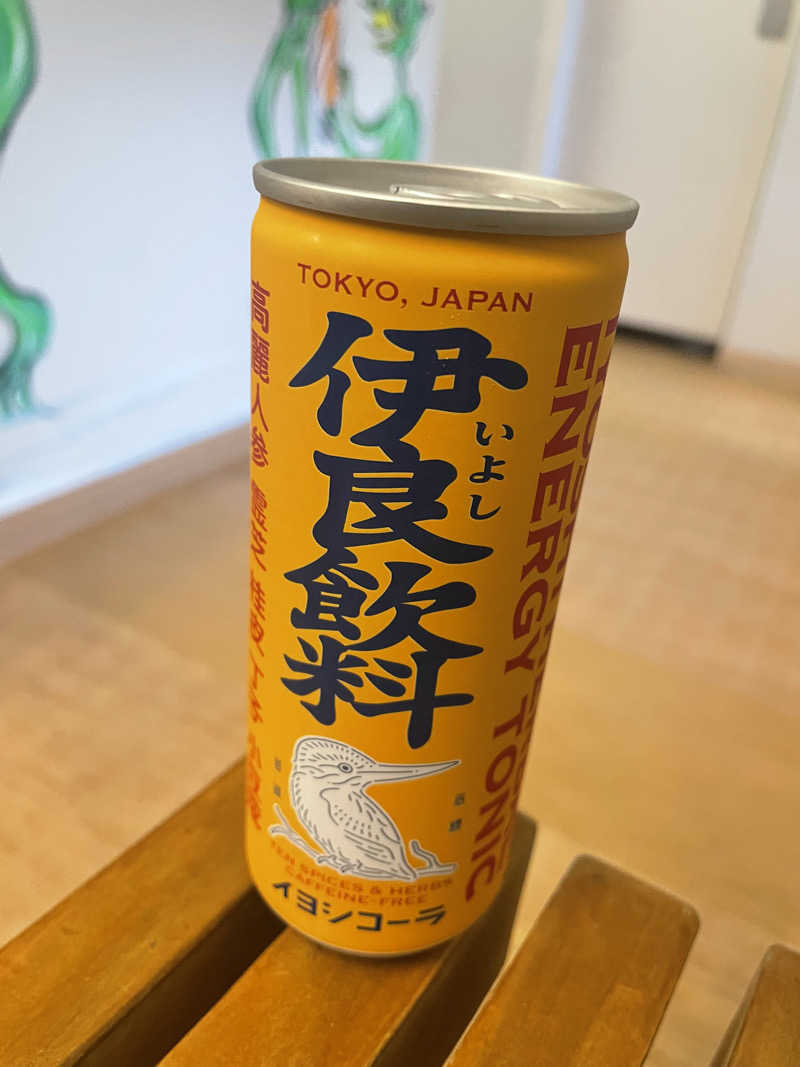 TOKYO, JAPAN
伊良飲料
いよし
高麗人参
ENERGY TONIC
TEN SPICES & HERBS
CAFFEINE-FREE
イヨシコーラ